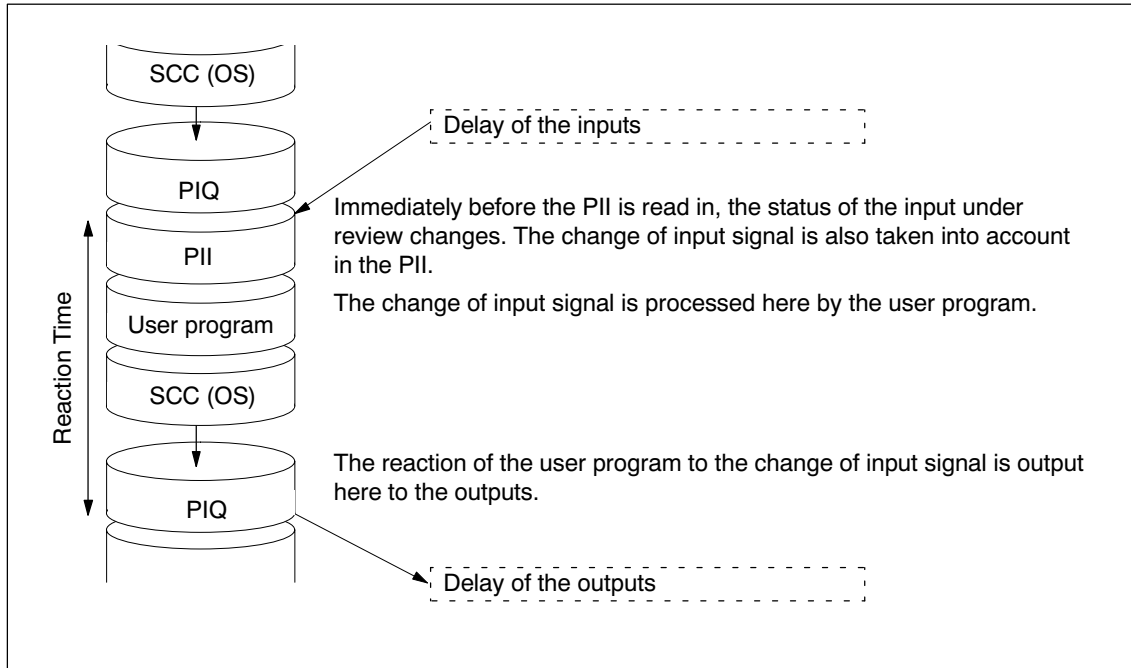 SCC (OS)
Delay of the inputs
PIQ
Immediately before the PII is read in, the status of the input under
review changes. The change of input signal is also taken into account
in the PII.
PII
The change of input signal is processed here by the user program.
User program
Reaction Time
SCC (OS)
The reaction of the user program to the change of input signal is output
here to the outputs.
PIQ
Delay of the outputs